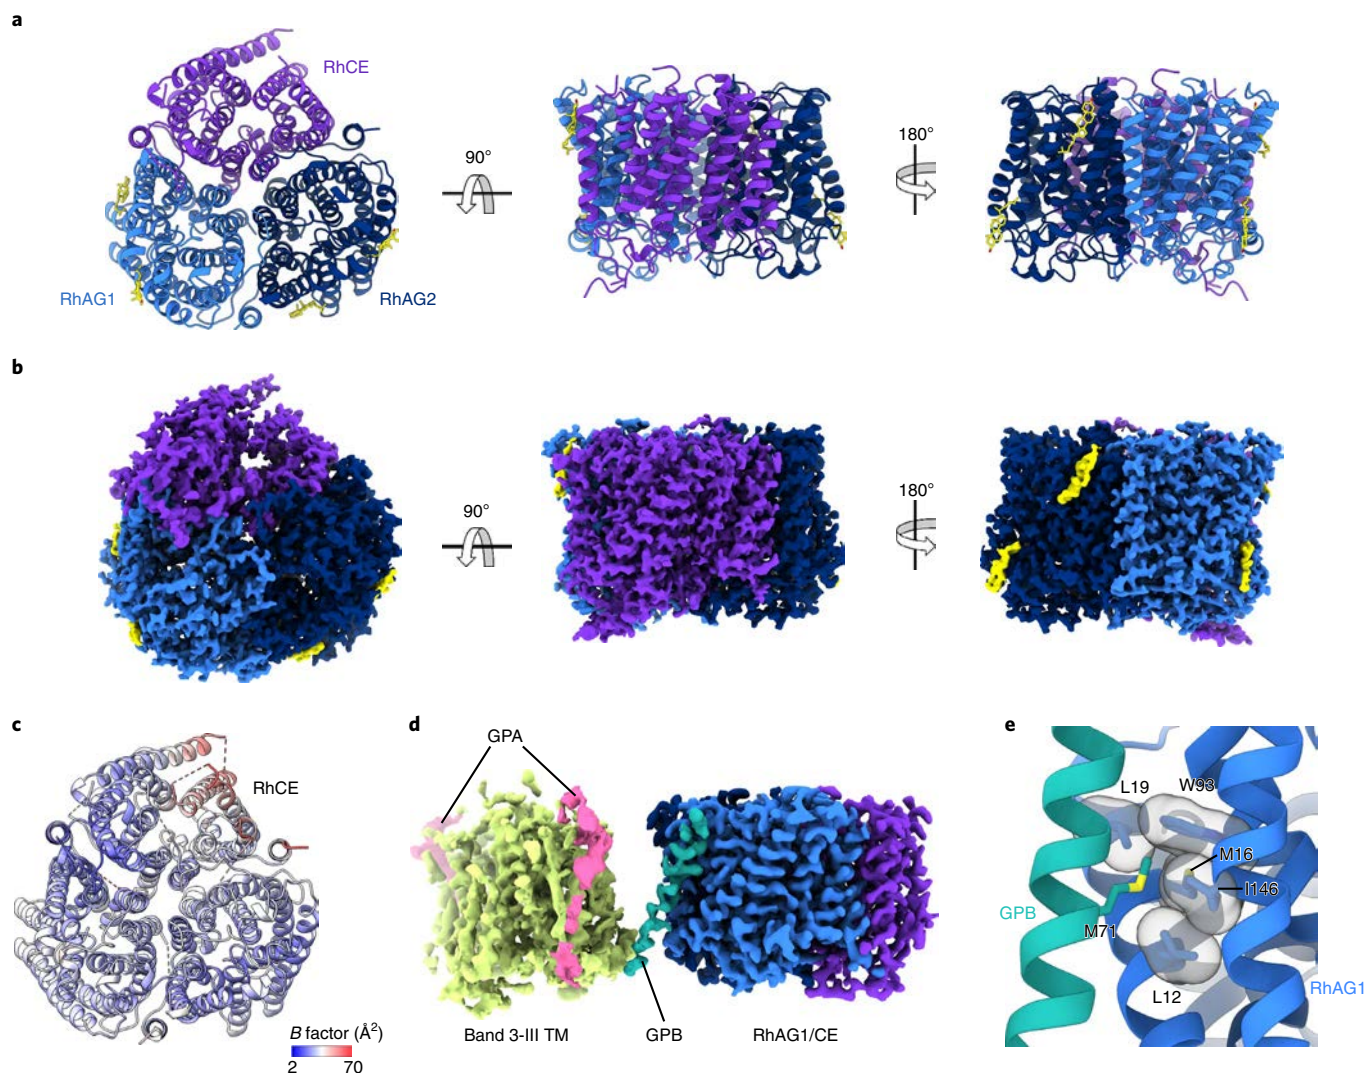 a
RhCE
RhAG1
RhAG2
90°
180°
b
90°
180°
c
RhCE
B factor (Å²)
2 70
d
GPA
Band 3-III TM
GPB
RhAG1/CE
e
L19
W93
M16
I146
GPB
M71
L12
RhAG1